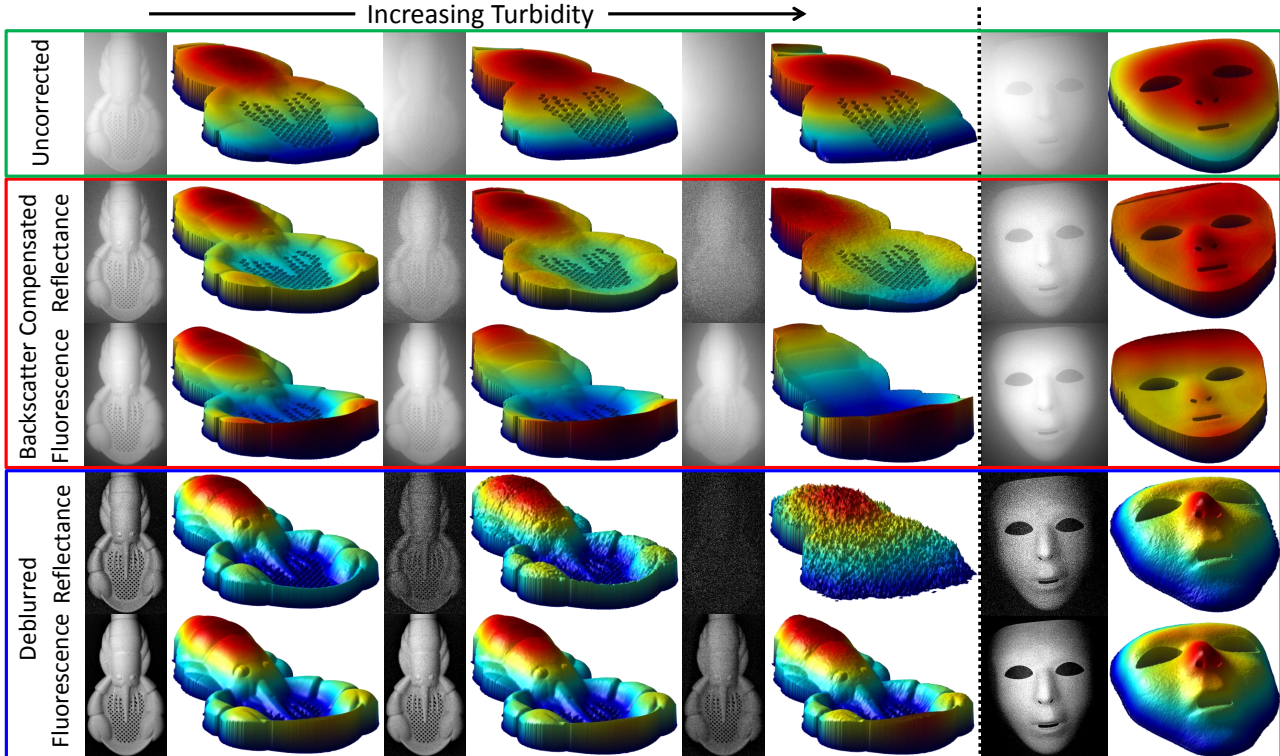 Increasing Turbidity
Uncorrected
Backscatter Compensated
Reflectance
Fluorescence
Deblurred
Reflectance
Fluorescence